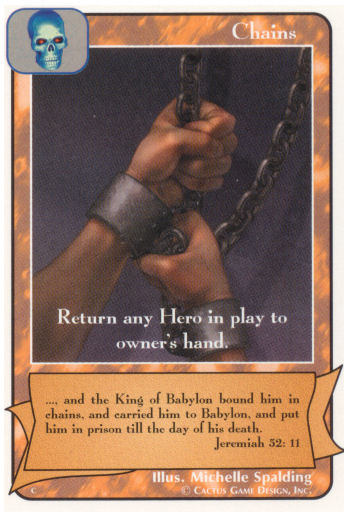 Chains
Return any Hero in play to
owner's hand.
...., and the King of Babylon bound him in
chains, and carried him to Babylon, and put
him in prison till the day of his death.
Jeremiah 52: 11
Illus. Michelle Spalding
C
© Cactus Game Design, Inc.